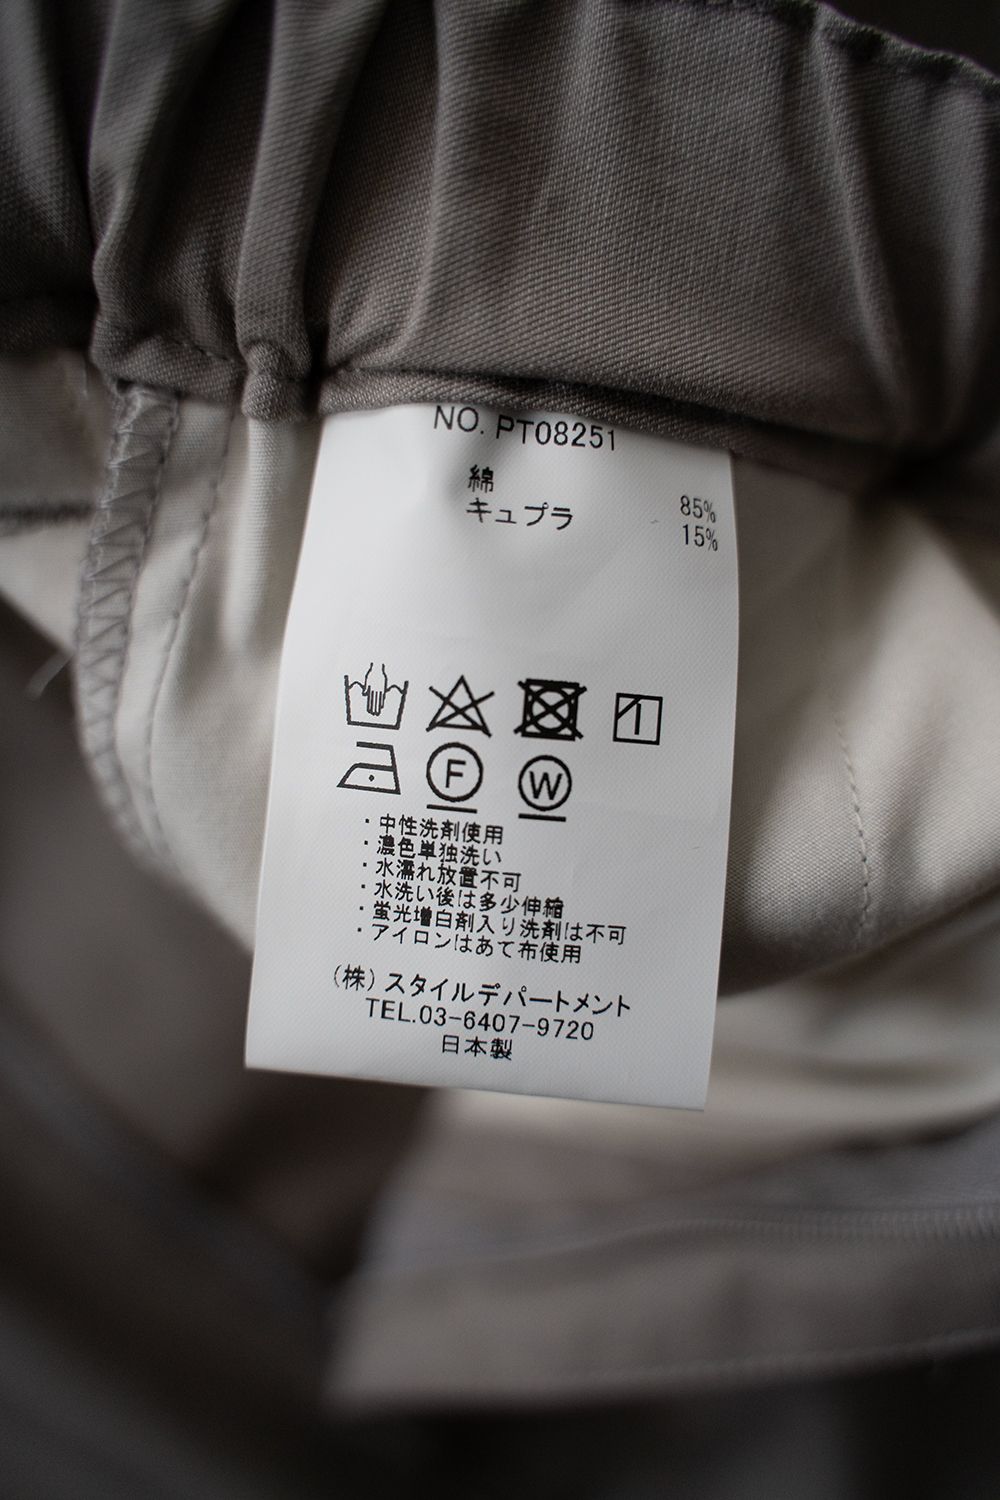 NO. PT08251
綿 85%
キュプラ 15%
F W
・中性洗剤使用
・濃色単独洗い
・水濡れ放置不可
・水洗い後は多少伸縮
・蛍光増白剤入り洗剤は不可
・アイロンはあて布使用
(株)スタイルデパートメント
TEL.03-6407-9720
日本製